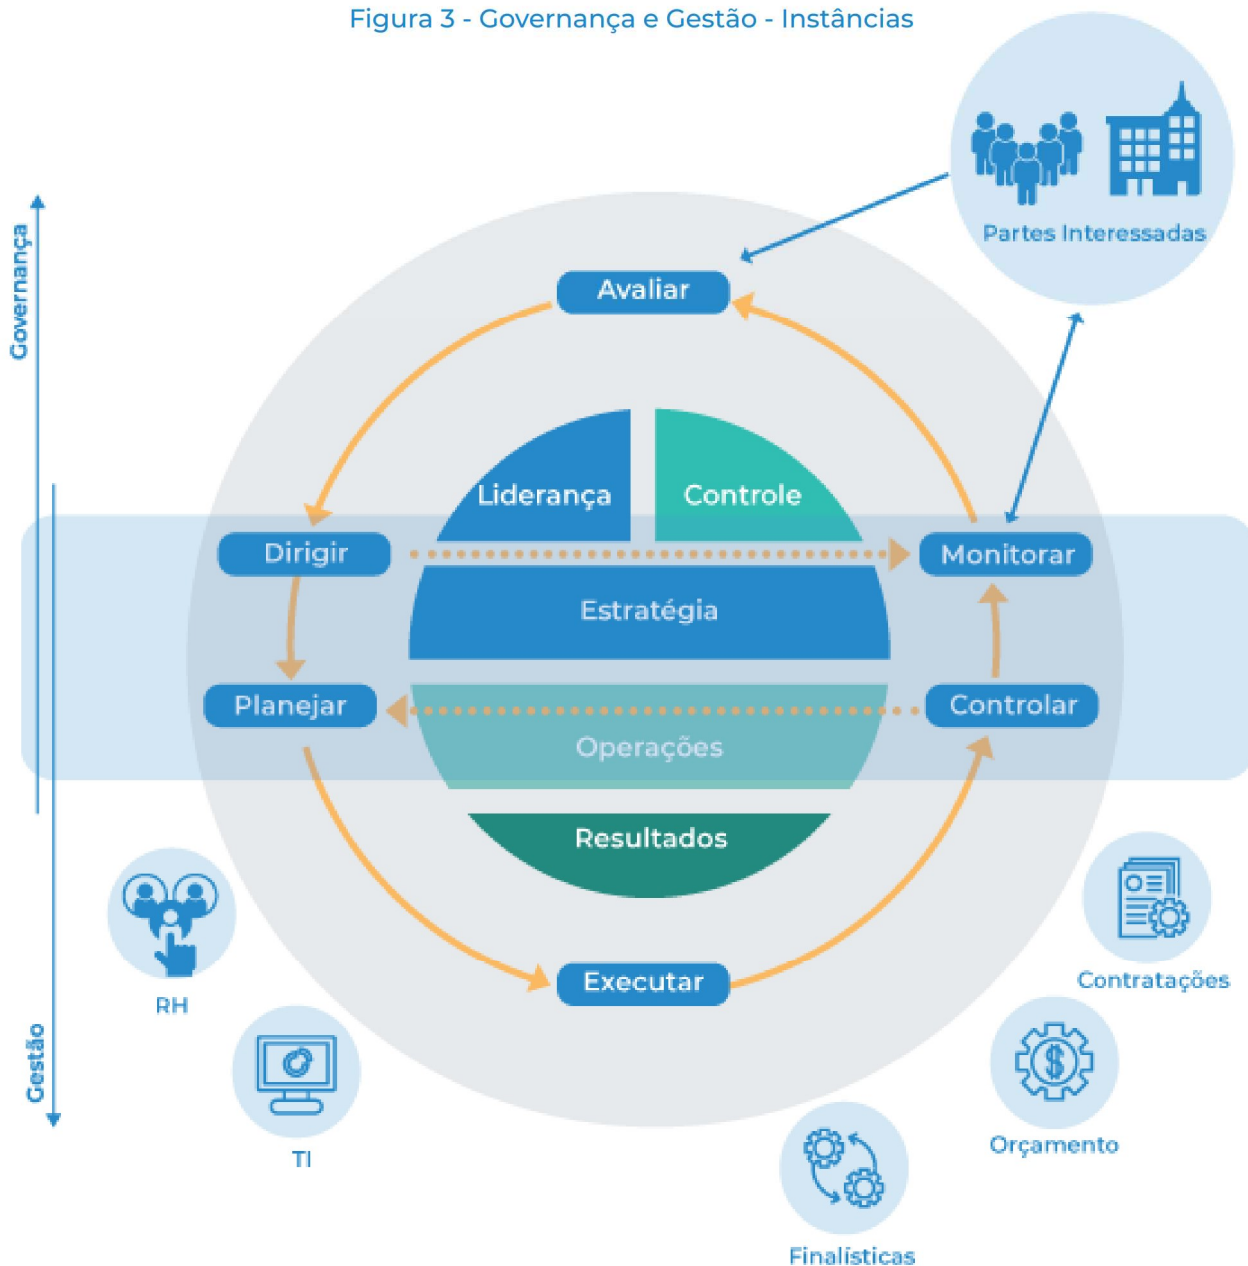 Figura 3 - Governança e Gestão - Instâncias
Partes Interessadas
Governança
Avaliar
Liderança
Controle
Dirigir
Monitorar
Estratégia
Planejar
Controlar
Operações
Resultados
Executar
Gestão
RH
TI
Contratações
Orçamento
Finalísticas